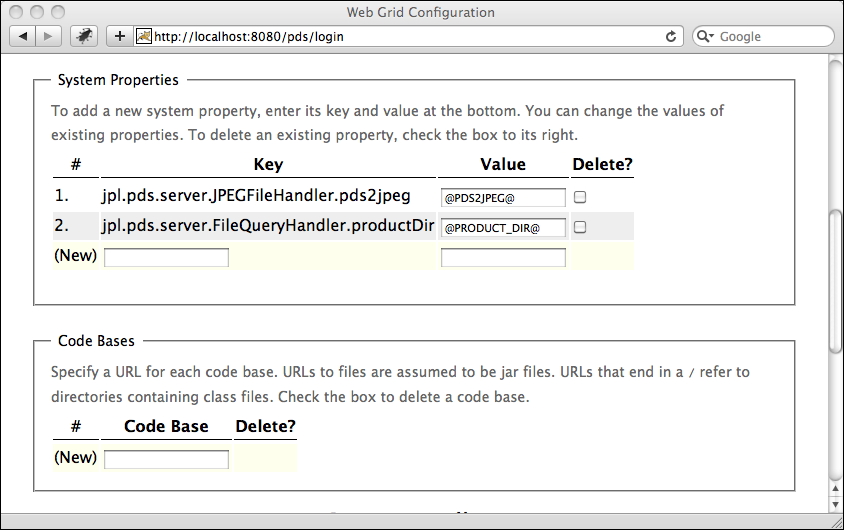 Web Grid Configuration
http://localhost:8080/pds/login
Google
System Properties
To add a new system property, enter its key and value at the bottom. You can change the values of
existing properties. To delete an existing property, check the box to its right.
# Key Value Delete?
1. jpl.pds.server.JPEGFileHandler.pds2jpeg @PDS2JPEG@
2. jpl.pds.server.FileQueryHandler.productDir @PRODUCT_DIR@
(New)
Code Bases
Specify a URL for each code base. URLs to files are assumed to be jar files. URLs that end in a / refer to
directories containing class files. Check the box to delete a code base.
# Code Base Delete?
(New)